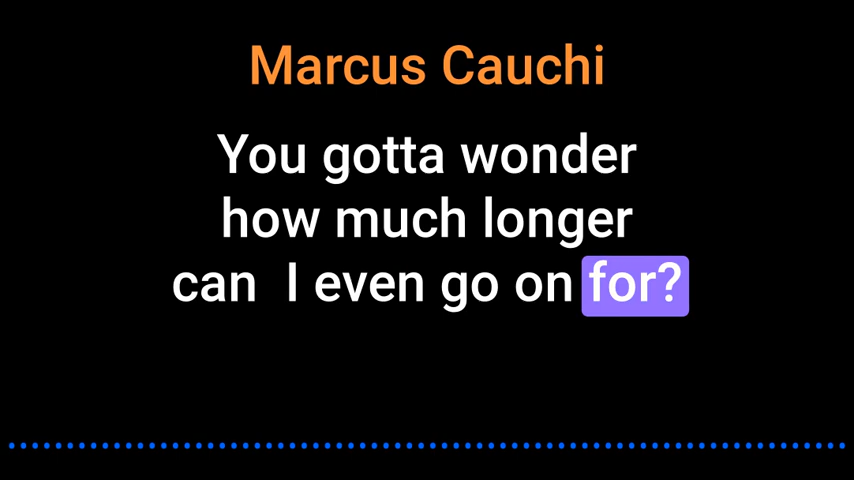 Marcus Cauchi
You gotta wonder
how much longer
can  I even go on for?